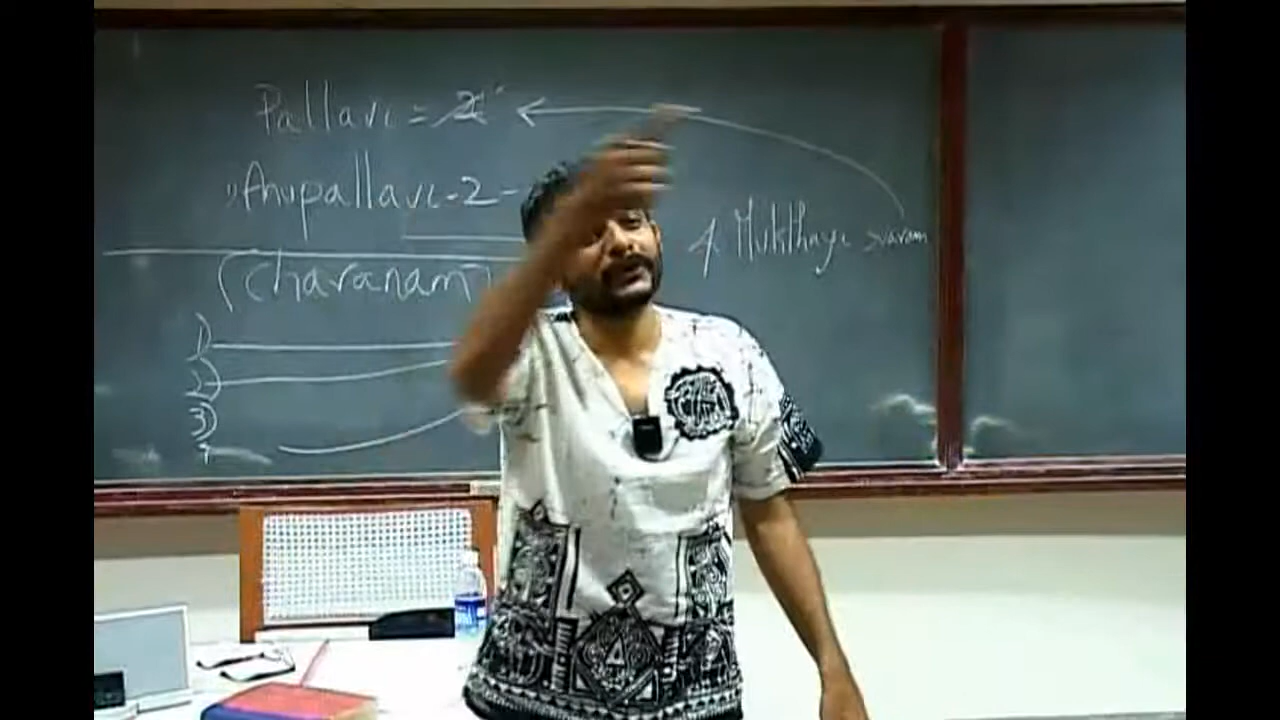 Pallavi = 2
Anupallavi - 2 -
4 Mukthayi svaram
(Charanam)
1)
2)
3)